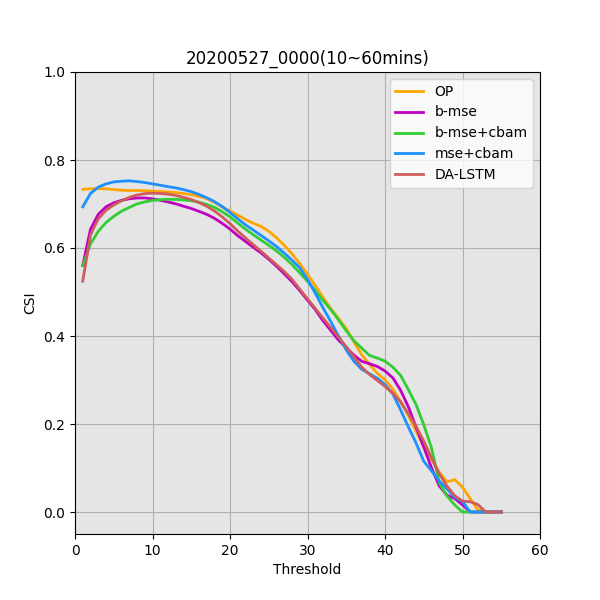 20200527_0000(10~60mins)
1.0
0.8
0.6
0.4
0.2
0.0
CSI
OP
b-mse
b-mse+cbam
mse+cbam
DA-LSTM
0 10 20 30 40 50 60
Threshold